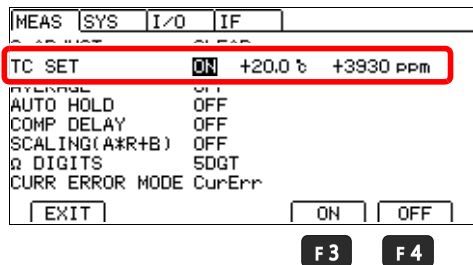 MEAS SYS I/O IF
TC SET ON +20.0 ℃ +3930 ppm
AUTO HOLD OFF
COMP DELAY OFF
SCALING(A*R+B) OFF
Ω DIGITS 5DGT
CURR ERROR MODE CurErr
EXIT ON OFF
F3 F4